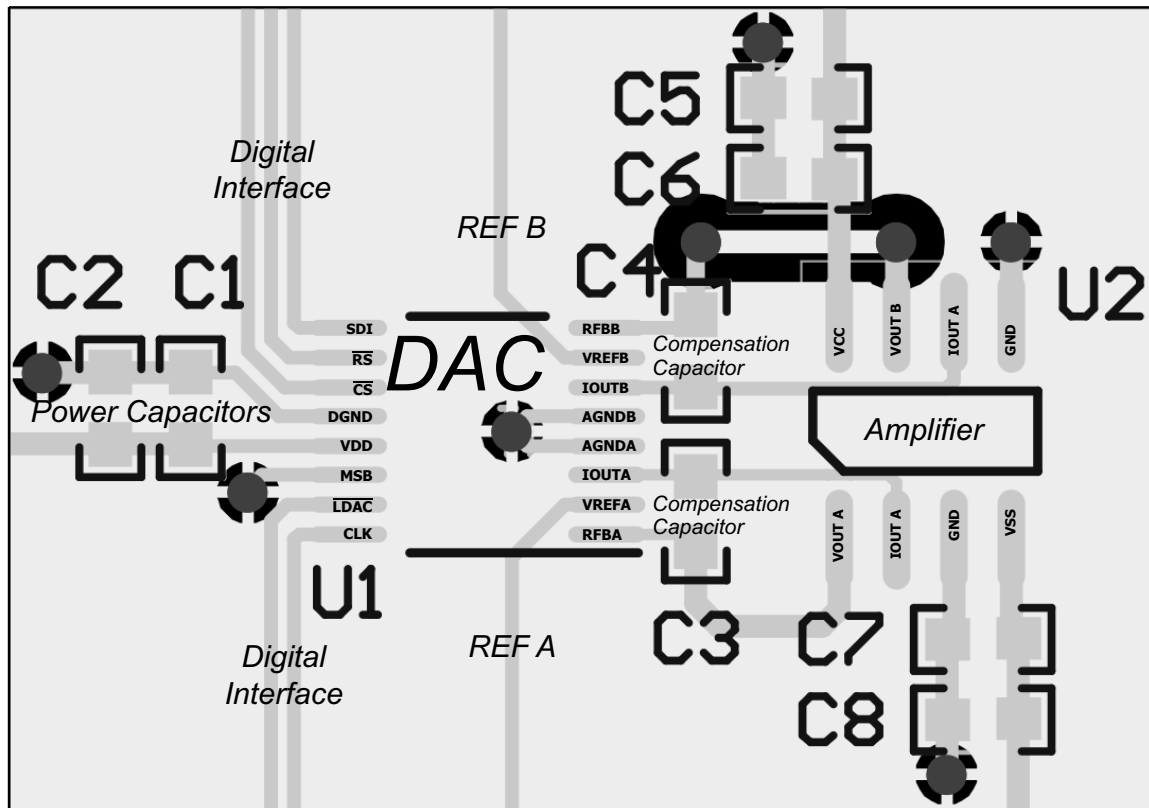 C5
Digital
Interface
C6
REF B
C4
C2 C1
U2
SDI
RS
CS
DGND
VDD
MSB
LDAC
CLK
DAC
RFBB
VREFB
IOUTB
AGNDB
AGNDA
IOUTA
VREFA
RFBA
Compensation
Capacitor
VCC
VOUT B
IOUT A
GND
Power Capacitors
Amplifier
Compensation
Capacitor
VOUT A
IOUT A
GND
VSS
U1
C3
C7
Digital
Interface
REF A
C8